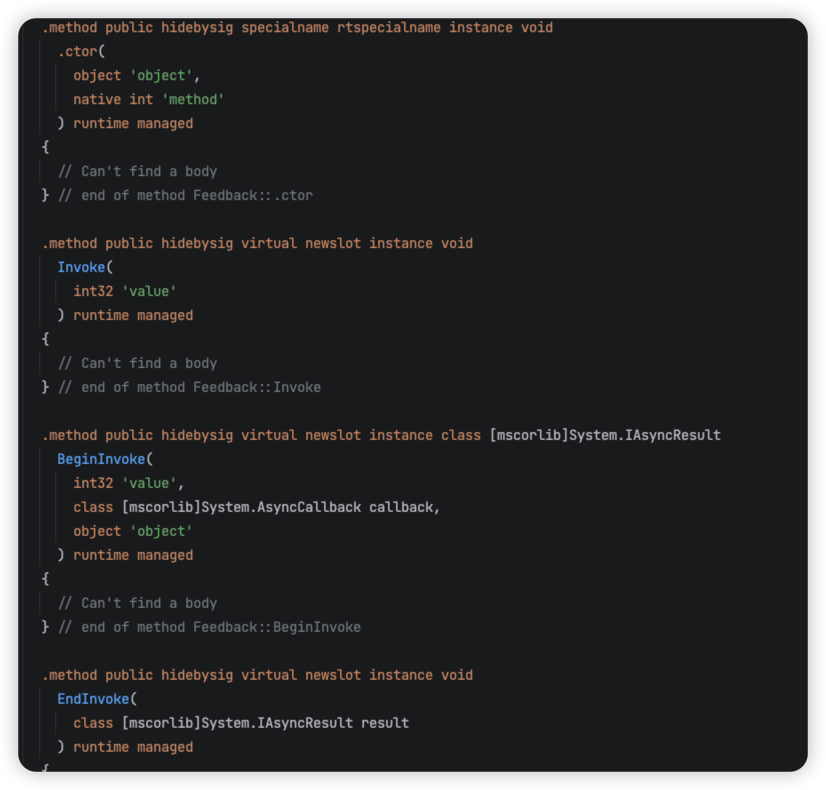 .method public hidebysig specialname rtspecialname instance void
.ctor(
object 'object',
native int 'method'
) runtime managed
{
// Can't find a body
} // end of method Feedback::.ctor
.method public hidebysig virtual newslot instance void
Invoke(
int32 'value'
) runtime managed
{
// Can't find a body
} // end of method Feedback::Invoke
.method public hidebysig virtual newslot instance class [mscorlib]System.IAsyncResult
BeginInvoke(
int32 'value',
class [mscorlib]System.AsyncCallback callback,
object 'object'
) runtime managed
{
// Can't find a body
} // end of method Feedback::BeginInvoke
.method public hidebysig virtual newslot instance void
EndInvoke(
class [mscorlib]System.IAsyncResult result
) runtime managed
{